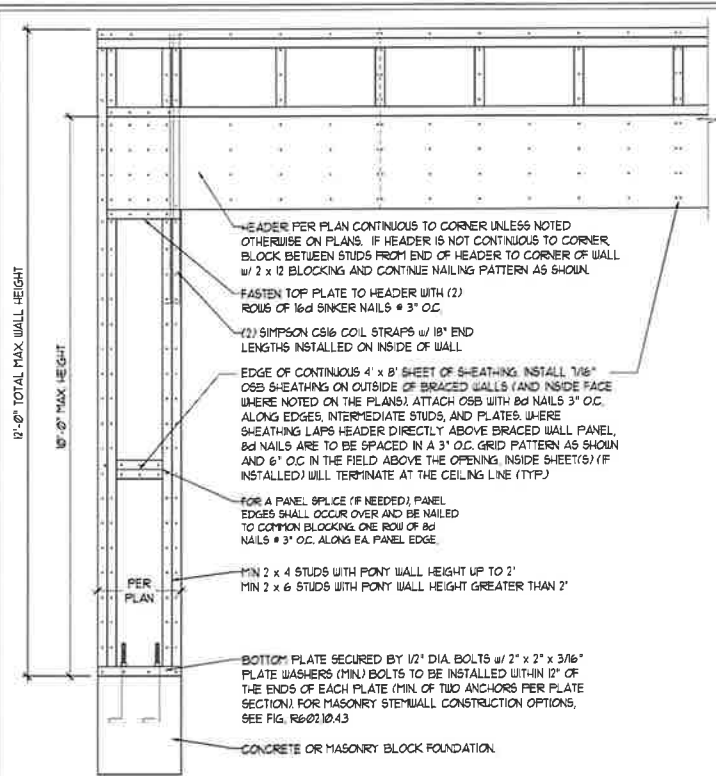 HEADER PER PLAN CONTINUOUS TO CORNER UNLESS NOTED
OTHERWISE ON PLANS. IF HEADER IS NOT CONTINUOUS TO CORNER,
BLOCK BETWEEN STUDS FROM END OF HEADER TO CORNER OF WALL
w/ 2 x 12 BLOCKING AND CONTINUE NAILING PATTERN AS SHOWN.
FASTEN TOP PLATE TO HEADER WITH (2)
ROWS OF 16d SINKER NAILS @ 3" O.C.
(2) SIMPSON CS16 COIL STRAPS w/ 18" END
LENGTHS INSTALLED ON INSIDE OF WALL
EDGE OF CONTINUOUS 4' x 8' SHEET OF SHEATHING. INSTALL 7/16"
OSB SHEATHING ON OUTSIDE OF BRACED WALLS (AND INSIDE FACE
WHERE NOTED ON THE PLANS). ATTACH OSB WITH 8d NAILS 3" O.C.
ALONG EDGES, INTERMEDIATE STUDS, AND PLATES. WHERE
SHEATHING LAPS HEADER DIRECTLY ABOVE BRACED WALL PANEL,
8d NAILS ARE TO BE SPACED IN A 3" O.C. GRID PATTERN AS SHOWN
AND 6" O.C. IN THE FIELD ABOVE THE OPENING. INSIDE SHEET(S) (IF
INSTALLED) WILL TERMINATE AT THE CEILING LINE (TYP.)
FOR A PANEL SPLICE (IF NEEDED), PANEL
EDGES SHALL OCCUR OVER AND BE NAILED
TO COMMON BLOCKING. ONE ROW OF 8d
NAILS @ 3" O.C. ALONG EA. PANEL EDGE.
MIN 2 x 4 STUDS WITH PONY WALL HEIGHT UP TO 2'
MIN 2 x 6 STUDS WITH PONY WALL HEIGHT GREATER THAN 2'
PER
PLAN
BOTTOM PLATE SECURED BY 1/2" DIA. BOLTS w/ 2" x 2" x 3/16"
PLATE WASHERS (MIN.) BOLTS TO BE INSTALLED WITHIN 12" OF
THE ENDS OF EACH PLATE (MIN. OF TWO ANCHORS PER PLATE
SECTION). FOR MASONRY STEMWALL CONSTRUCTION OPTIONS,
SEE FIG. R602.10.4.3
CONCRETE OR MASONRY BLOCK FOUNDATION.
12'-0" TOTAL MAX. WALL HEIGHT
10'-0" MAX. HEIGHT